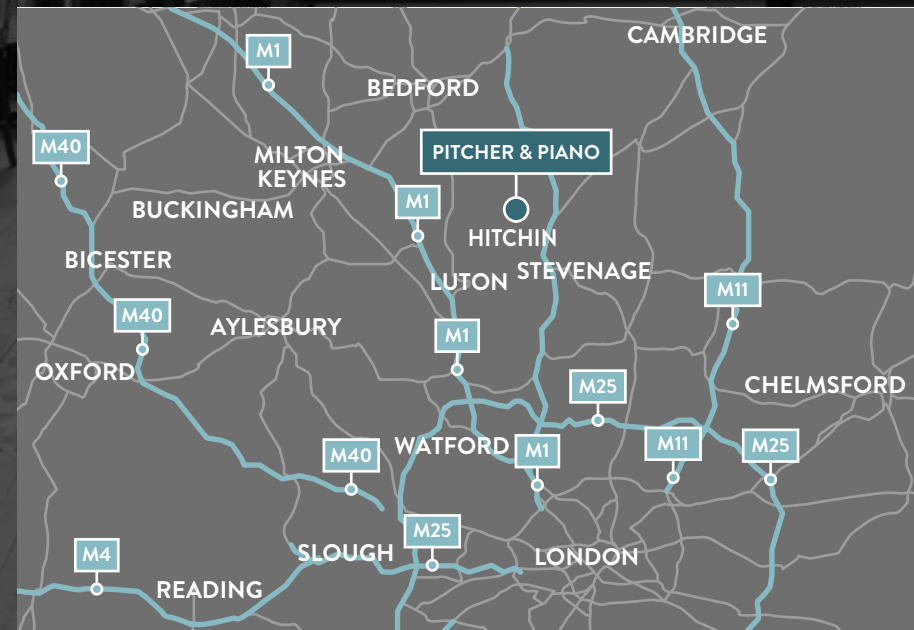 CAMBRIDGE
M1
BEDFORD
M40
PITCHER & PIANO
MILTON
KEYNES
M1
BUCKINGHAM
HITCHIN
BICESTER
STEVENAGE
LUTON
M11
M40
AYLESBURY
M1
OXFORD
M25
CHELMSFORD
WATFORD
M11
M25
M1
M40
M25
SLOUGH
LONDON
M4
READING